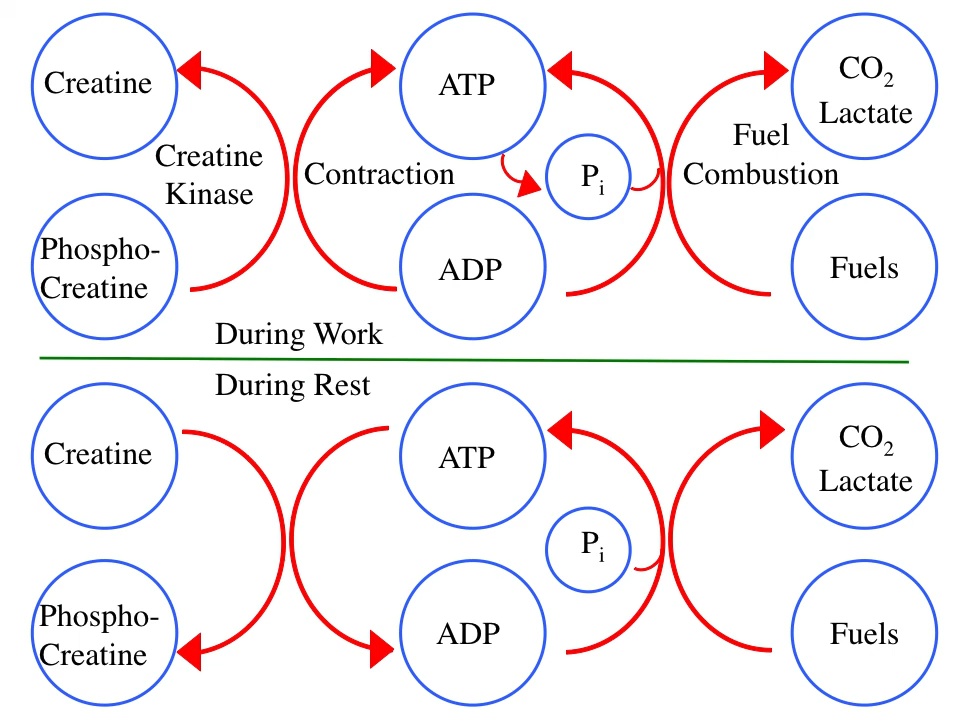 Creatine
ATP
CO2
Lactate
Creatine
Kinase
Contraction
Pi
Fuel
Combustion
Phospho-
Creatine
ADP
Fuels
During Work
During Rest
Creatine
ATP
CO2
Lactate
Pi
Phospho-
Creatine
ADP
Fuels